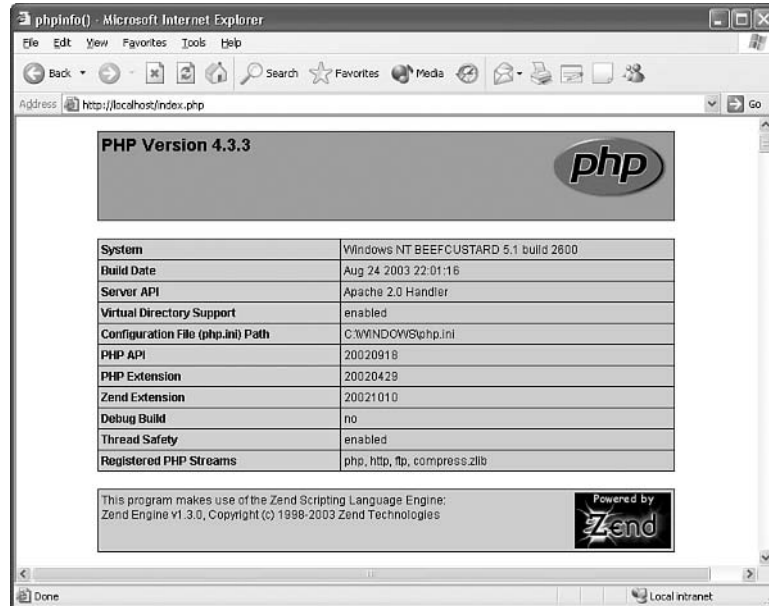 phpinfo() - Microsoft Internet Explorer
File Edit View Favorites Tools Help
Back Search Favorites Media
Address http://localhost/index.php Go
PHP Version 4.3.3
php
System Windows NT BEEFCUSTARD 5.1 build 2600
Build Date Aug 24 2003 22:01:16
Server API Apache 2.0 Handler
Virtual Directory Support enabled
Configuration File (php.ini) Path C:\WINDOWS\php.ini
PHP API 20020918
PHP Extension 20020429
Zend Extension 20021010
Debug Build no
Thread Safety enabled
Registered PHP Streams php, http, ftp, compress.zlib
This program makes use of the Zend Scripting Language Engine:
Zend Engine v1.3.0, Copyright (c) 1998-2003 Zend Technologies
Powered by
Zend
Done Local intranet